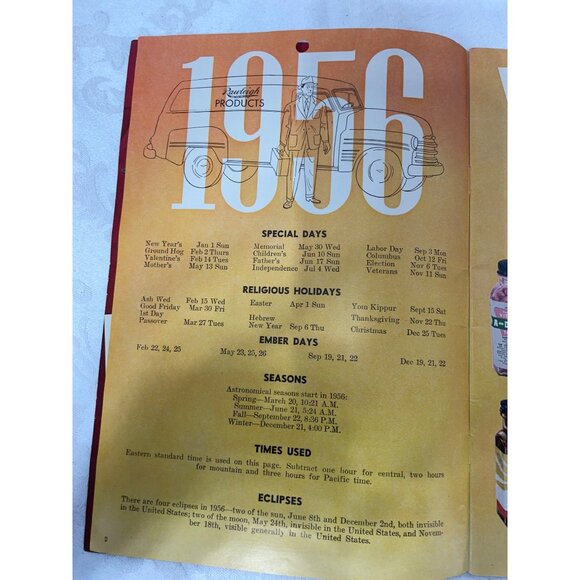 1956
Rawleigh
PRODUCTS
SPECIAL DAYS
New Year's Jan 1 Sun
Ground Hog Feb 2 Thurs
Valentine's Feb 14 Tues
Mother's May 13 Sun
Memorial May 30 Wed
Children's Jun 10 Sun
Father's Jun 17 Sun
Independence Jul 4 Wed
Labor Day Sep 3 Mon
Columbus Oct 12 Fri
Election Nov 6 Tues
Veterans Nov 11 Sun
RELIGIOUS HOLIDAYS
Ash Wed Feb 15 Wed
Good Friday Mar 30 Fri
1st Day
Passover Mar 27 Tues
Easter Apr 1 Sun
Hebrew
New Year Sep 6 Thu
Yom Kippur Sept 15 Sat
Thanksgiving Nov 22 Thu
Christmas Dec 25 Tues
EMBER DAYS
Feb 22, 24, 25 May 23, 25, 26 Sep 19, 21, 22 Dec 19, 21, 22
SEASONS
Astronomical seasons start in 1956:
Spring—March 20, 10:21 A.M.
Summer—June 21, 5:24 A.M.
Fall—September 22, 8:36 P.M.
Winter—December 21, 4:00 P.M.
TIMES USED
Eastern standard time is used on this page. Subtract one hour for central, two hours
for mountain and three hours for Pacific time.
ECLIPSES
There are four eclipses in 1956—two of the sun, June 8th and December 2nd, both invisible
in the United States; two of the moon, May 24th, invisible in the United States, and Novem-
ber 18th, visible generally in the United States.